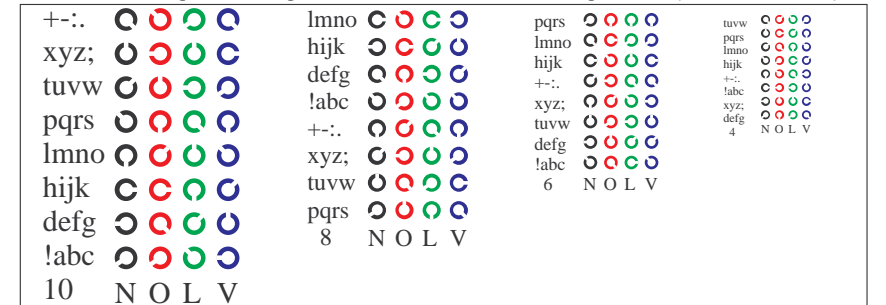 +-:.
xyz;
tuvw
pqrs
lmno
hijk
defg
!abc
10 N O L V
lmno
hijk
defg
!abc
+-:.
xyz;
tuvw
pqrs
8 N O L V
pqrs
lmno
hijk
+-:.
xyz;
tuvw
defg
!abc
6 N O L V
tuvw
pqrs
lmno
hijk
+-:.
!abc
xyz;
defg
4 N O L V